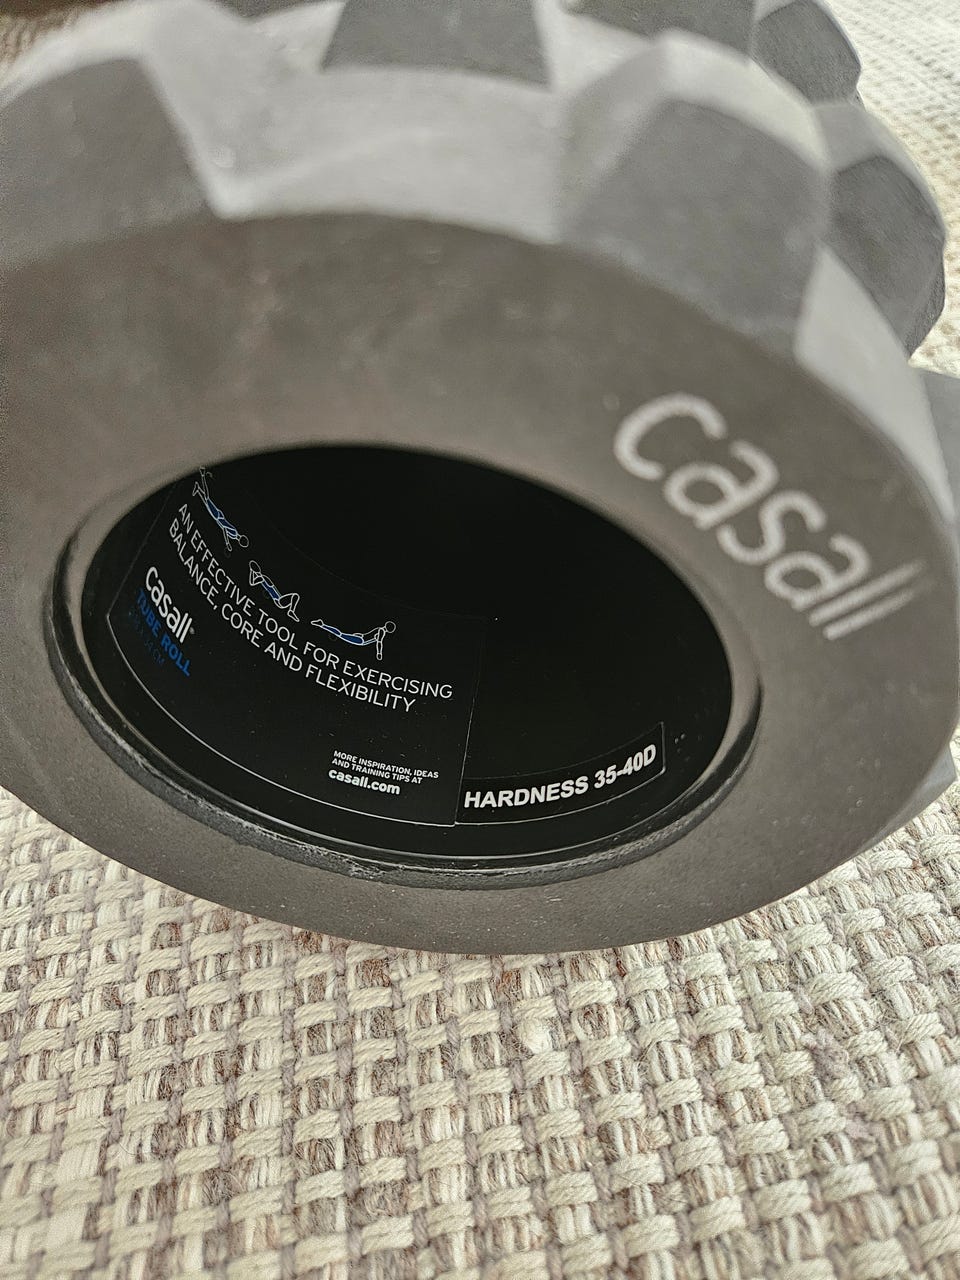 casall
AN EFFECTIVE TOOL FOR EXERCISING
BALANCE, CORE AND FLEXIBILITY
casall®
TUBE ROLL
MORE INSPIRATION, IDEAS
AND TRAINING TIPS AT
casall.com
HARDNESS 35-40D